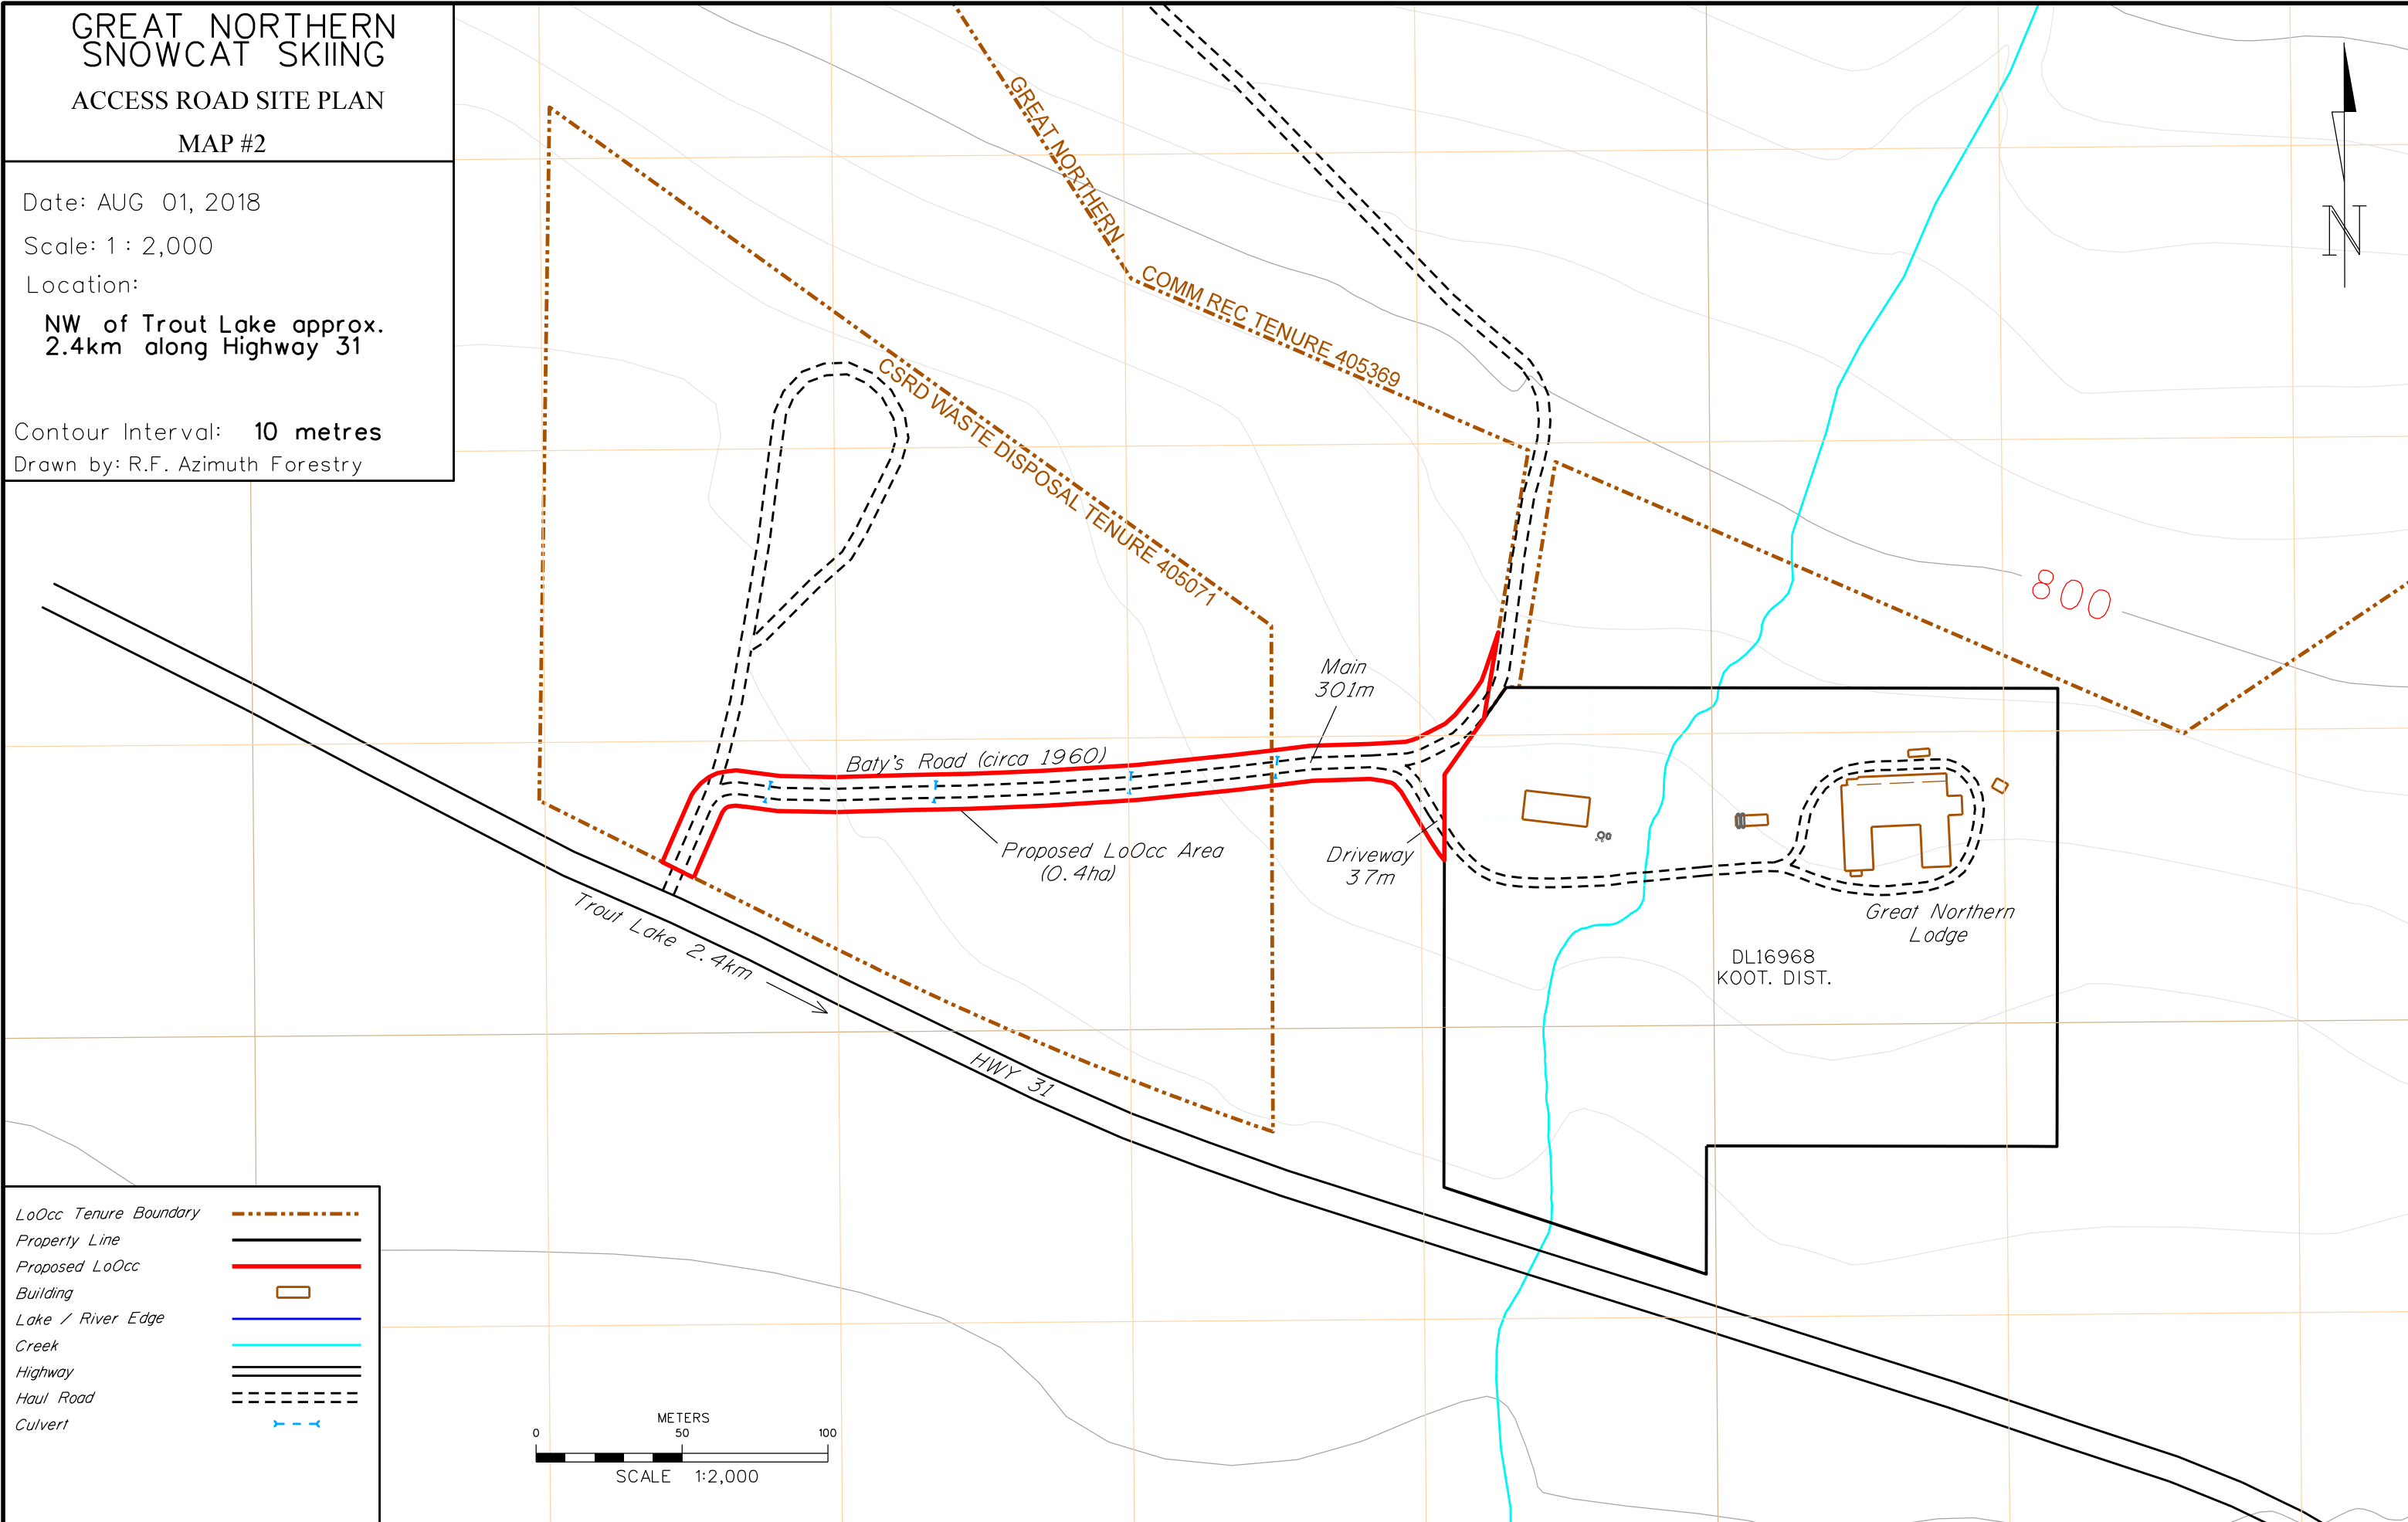 GREAT NORTHERN
SNOWCAT SKIING
ACCESS ROAD SITE PLAN
MAP #2
Date: AUG 01, 2018
Scale: 1 : 2,000
Location:
NW of Trout Lake approx.
2.4km along Highway 31
Contour Interval: 10 metres
Drawn by: R.F. Azimuth Forestry
GREAT NORTHERN
COMM REC TENURE 405369
N
CSRD WASTE DISPOSAL TENURE 405071
800
Main
301m
Baty's Road (circa 1960)
Proposed LoOcc Area
(0.4ha)
Driveway
37m
Great Northern
Lodge
DL16968
KOOT. DIST.
Trout Lake 2.4km
HWY 31
LoOcc Tenure Boundary
Property Line
Proposed LoOcc
Building
Lake / River Edge
Creek
Highway
Haul Road
Culvert
METERS
0 50 100
SCALE 1:2,000